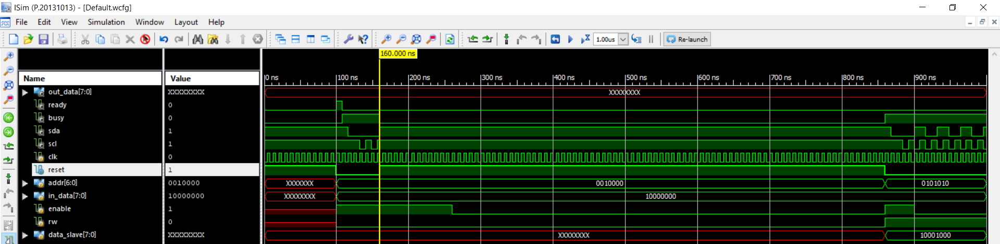 ISim (P.20131013) - [Default.wcfg]
File Edit View Simulation Window Layout Help
1.00us Re-launch
160.000 ns
Name Value
0 ns 100 ns 200 ns 300 ns 400 ns 500 ns 600 ns 700 ns 800 ns 900 ns
out_data[7:0] XXXXXXXX XXXXXXXX
ready 0
busy 0
sda 1
scl 1
clk 0
reset 1
addr[6:0] 0010000 XXXXXXX 0010000 0101010
in_data[7:0] 10000000 XXXXXXXX 10000000
enable 1
rw 0
data_slave[7:0] XXXXXXXX XXXXXXXX 10001000